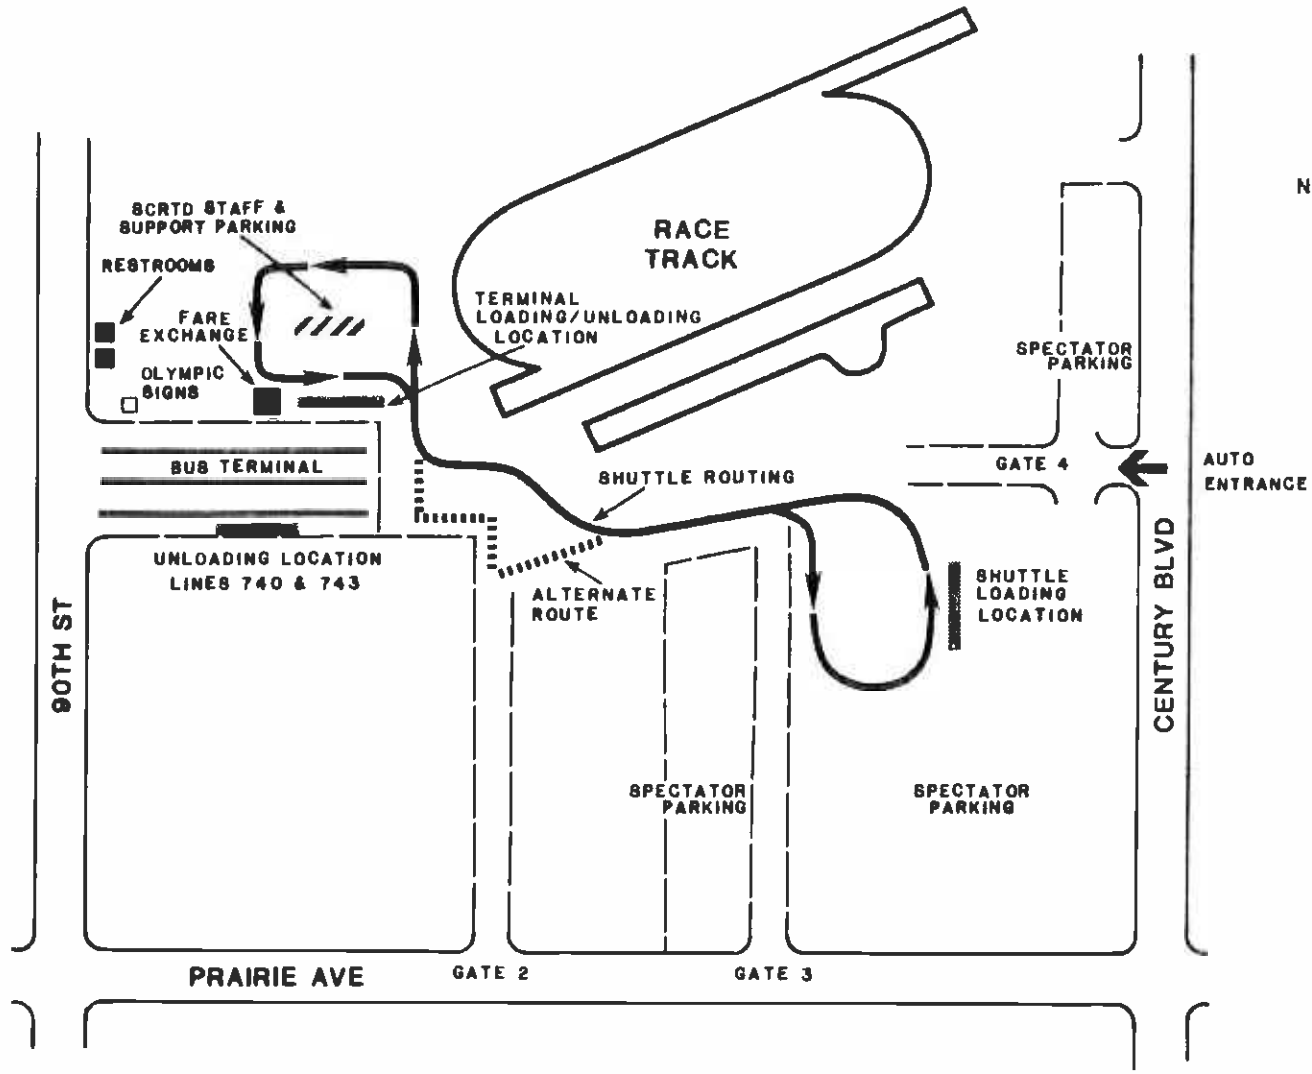 N
SCRTD STAFF &
SUPPORT PARKING
RACE
TRACK
RESTROOMS
TERMINAL
LOADING/UNLOADING
LOCATION
FARE
EXCHANGE
OLYMPIC
SIGNS
SPECTATOR
PARKING
BUS TERMINAL
SHUTTLE ROUTING
GATE 4
AUTO
ENTRANCE
UNLOADING LOCATION
LINES 740 & 743
ALTERNATE
ROUTE
SHUTTLE
LOADING
LOCATION
90TH ST
CENTURY BLVD
SPECTATOR
PARKING
SPECTATOR
PARKING
PRAIRIE AVE
GATE 2
GATE 3